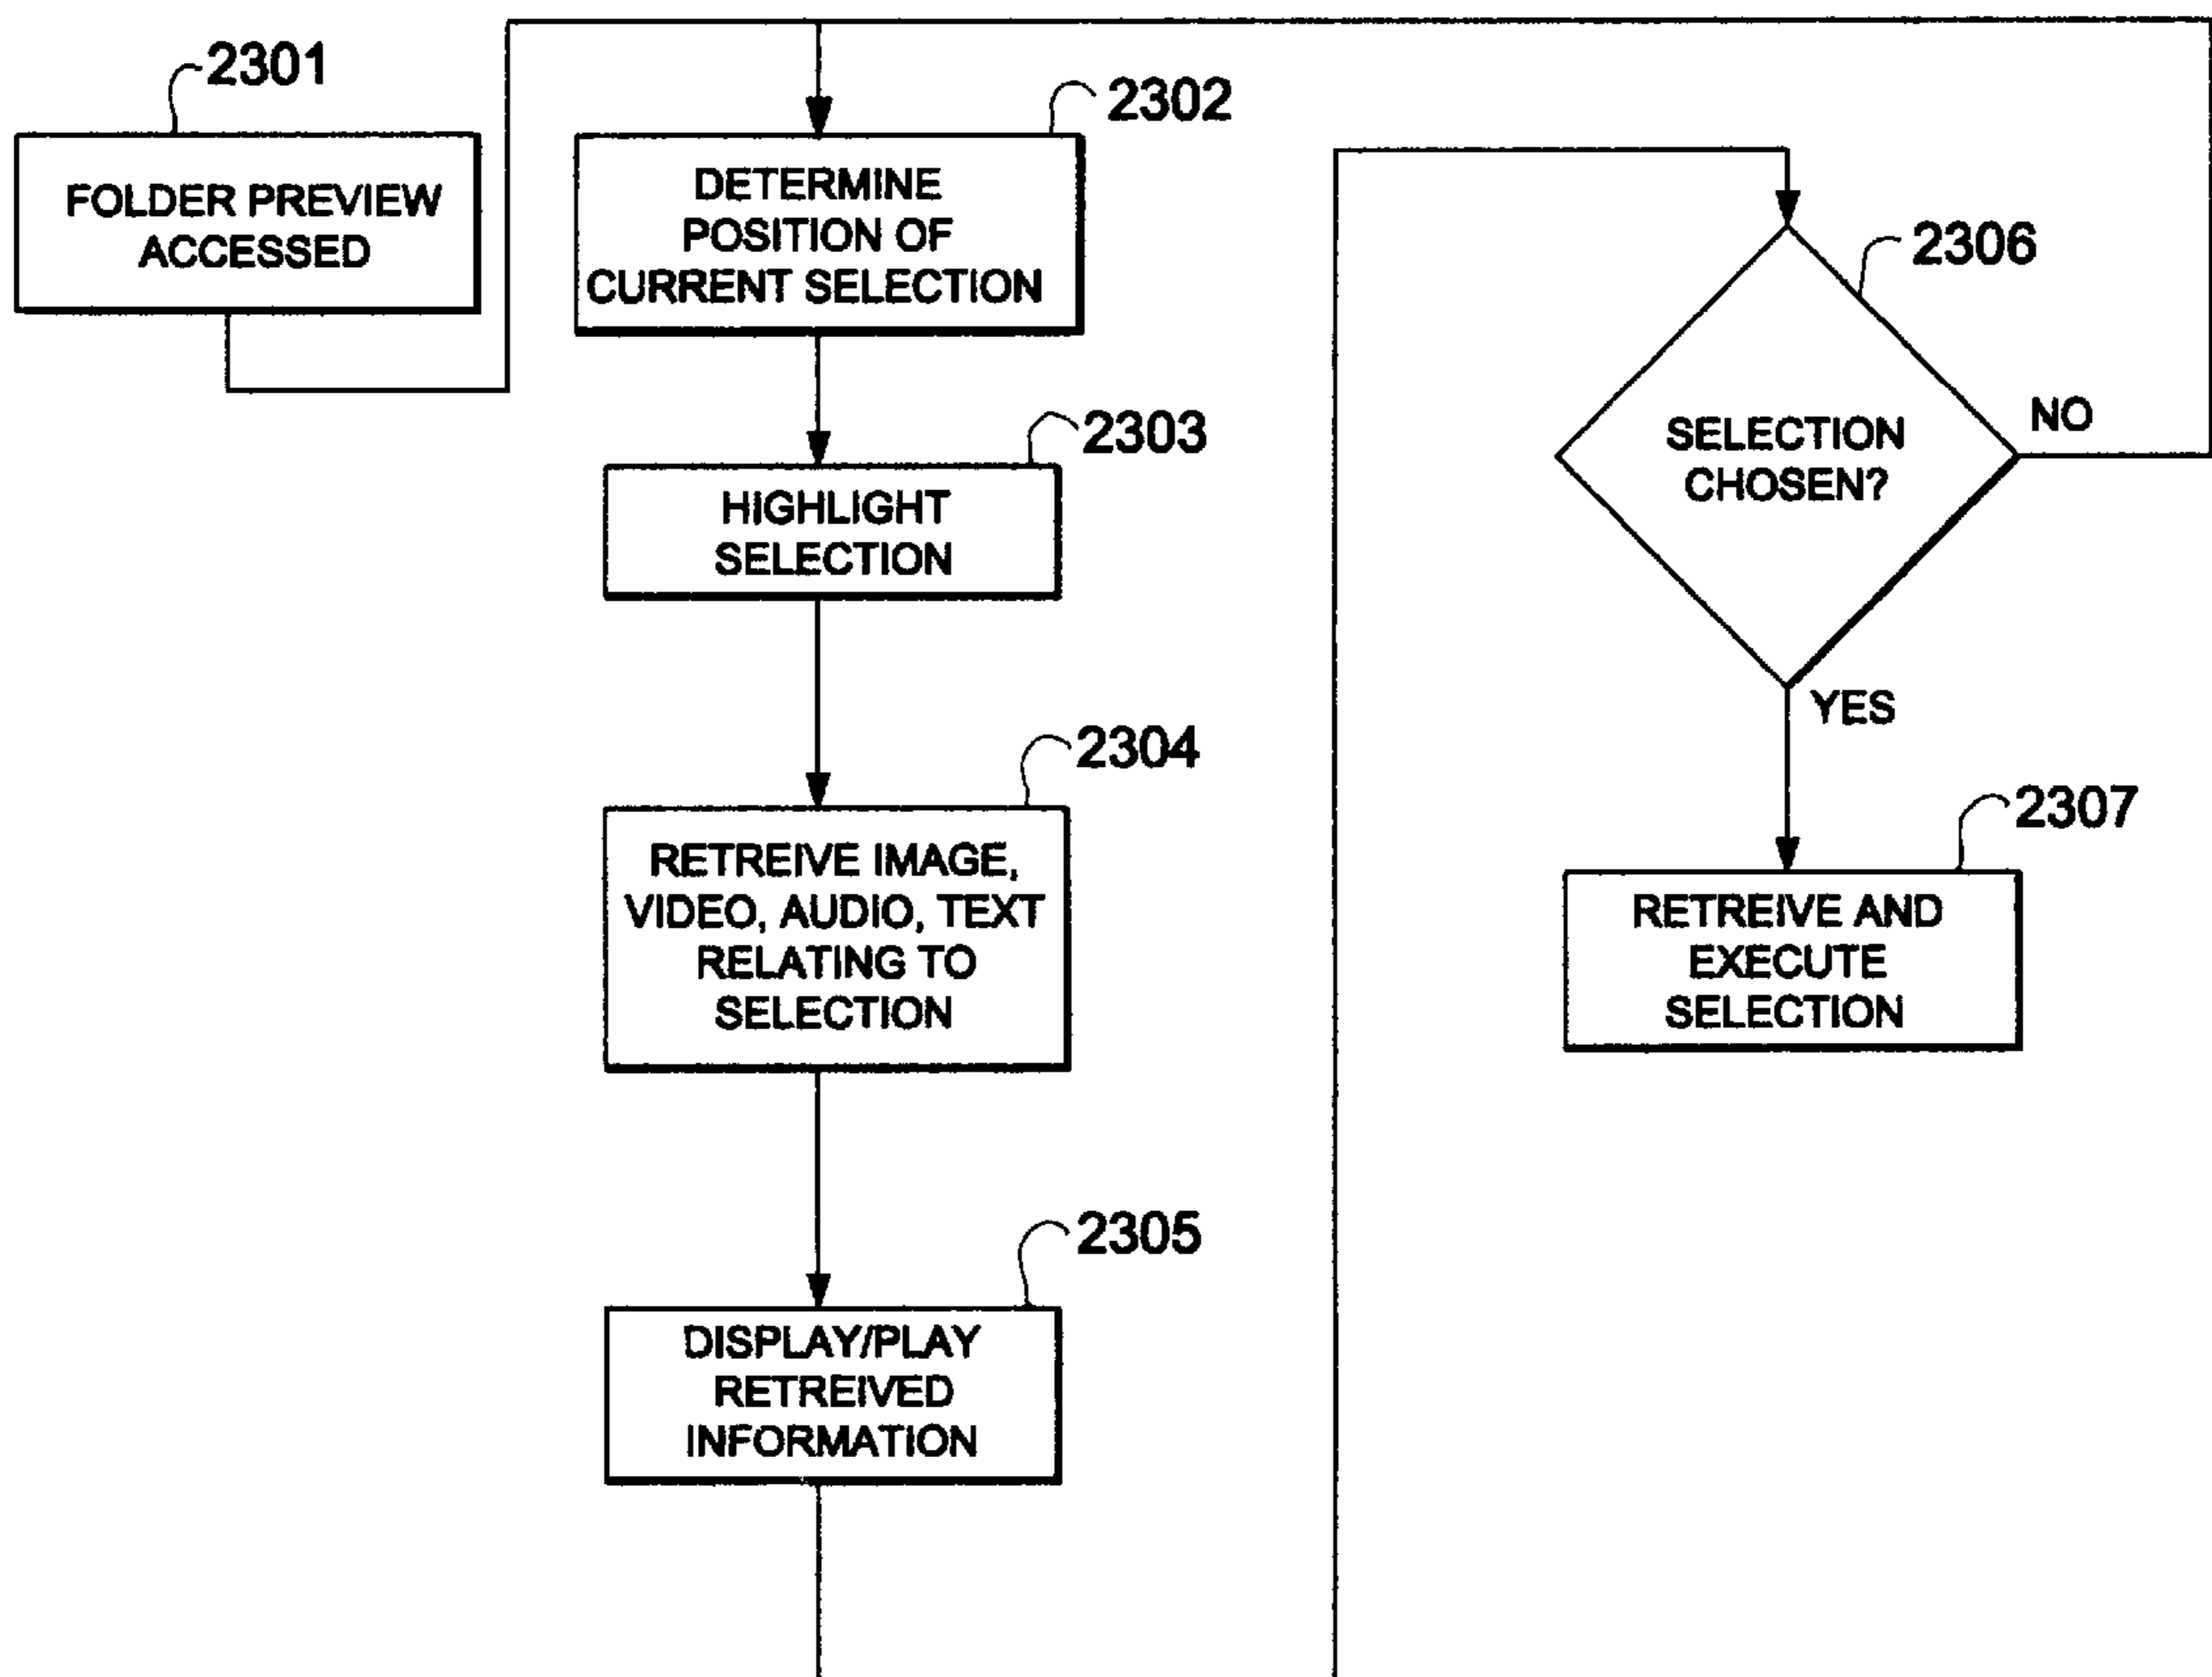 2301
FOLDER PREVIEW
ACCESSED
2302
DETERMINE
POSITION OF
CURRENT SELECTION
2303
HIGHLIGHT
SELECTION
2304
RETREIVE IMAGE,
VIDEO, AUDIO, TEXT
RELATING TO
SELECTION
2305
DISPLAY/PLAY
RETREIVED
INFORMATION
2306
SELECTION
CHOSEN?
NO
YES
2307
RETREIVE AND
EXECUTE
SELECTION